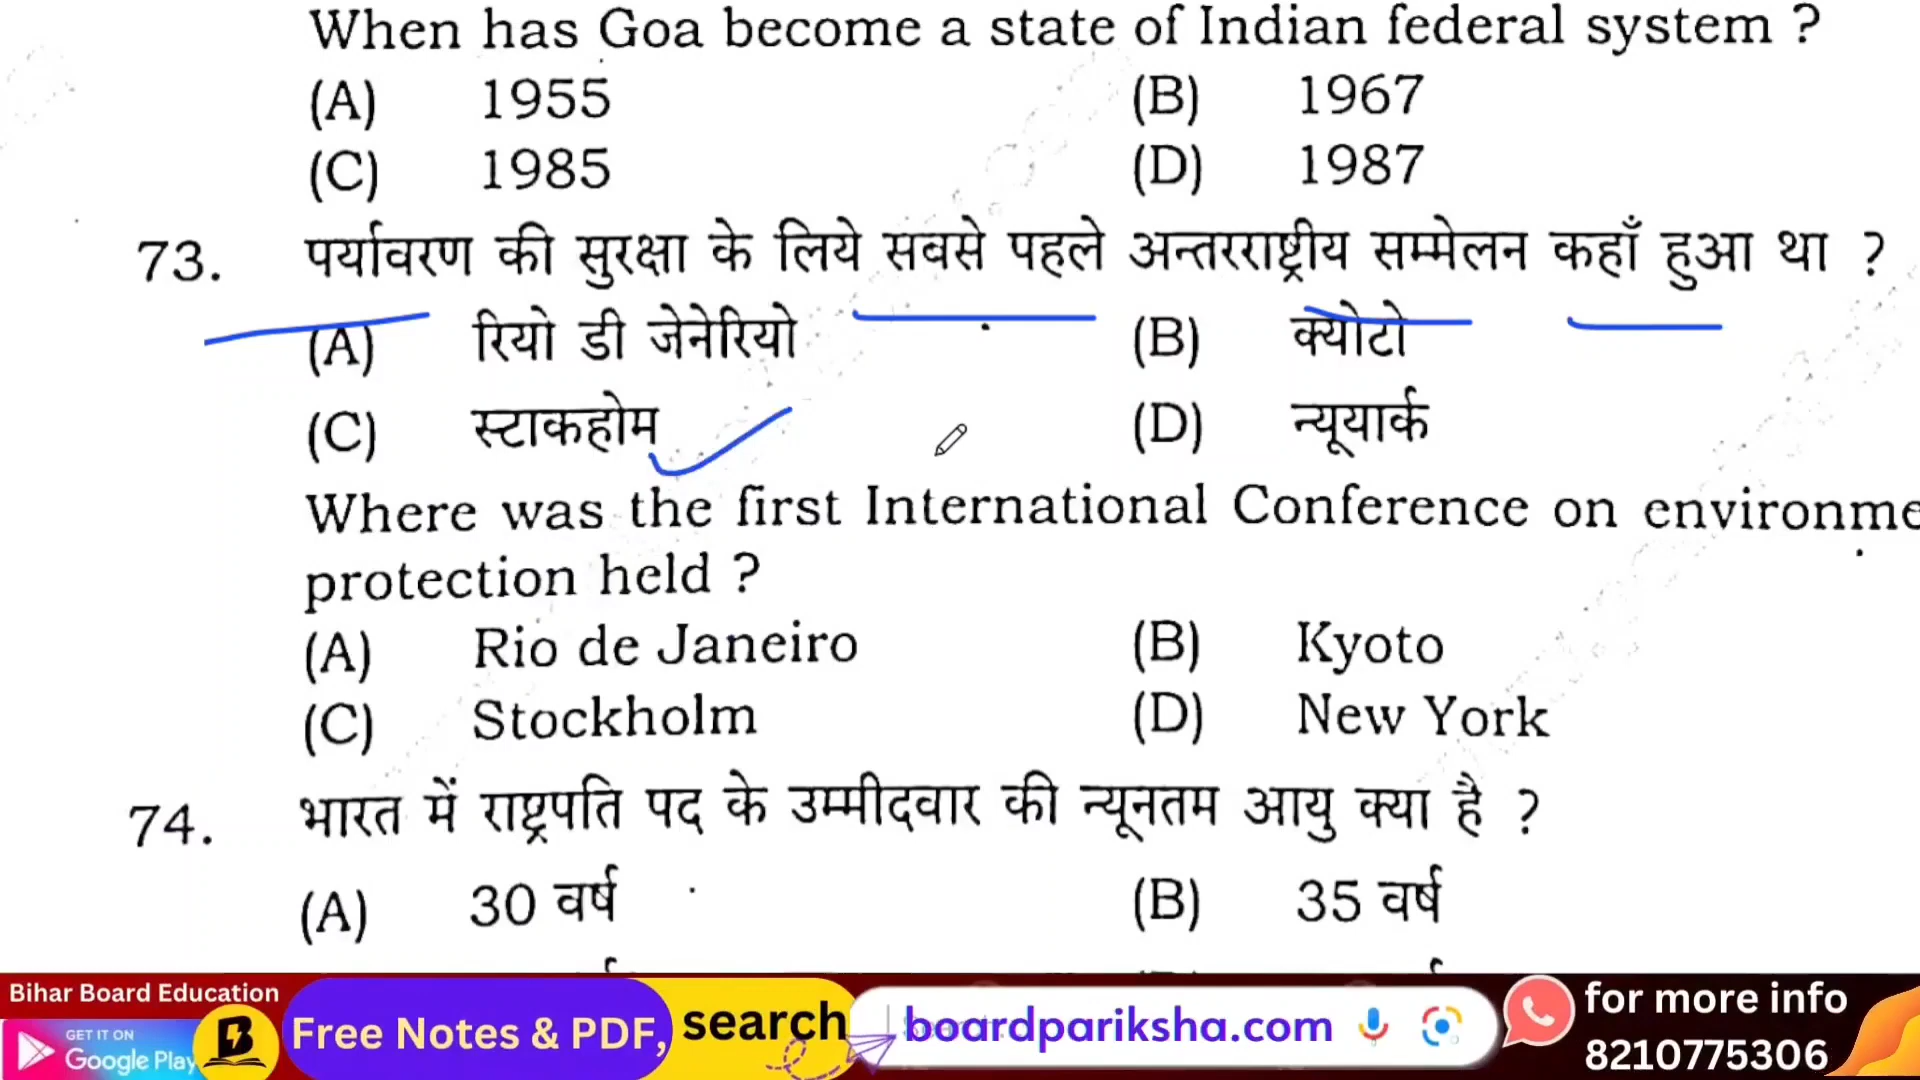 When has Goa become a state of Indian federal system ?
(A) 1955 (B) 1967
(C) 1985 (D) 1987
73. पर्यावरण की सुरक्षा के लिये सबसे पहले अन्तरराष्ट्रीय सम्मेलन कहाँ हुआ था ?
(A) रियो डी जेनेरियो (B) क्योटो
(C) स्टाकहोम (D) न्यूयार्क
Where was the first International Conference on environme
protection held ?
(A) Rio de Janeiro (B) Kyoto
(C) Stockholm (D) New York
74. भारत में राष्ट्रपति पद के उम्मीदवार की न्यूनतम आयु क्या है ?
(A) 30 वर्ष (B) 35 वर्ष
Bihar Board Education
GET IT ON
Google Play
B
Free Notes & PDF,
search
boardpariksha.com
for more info
8210775306